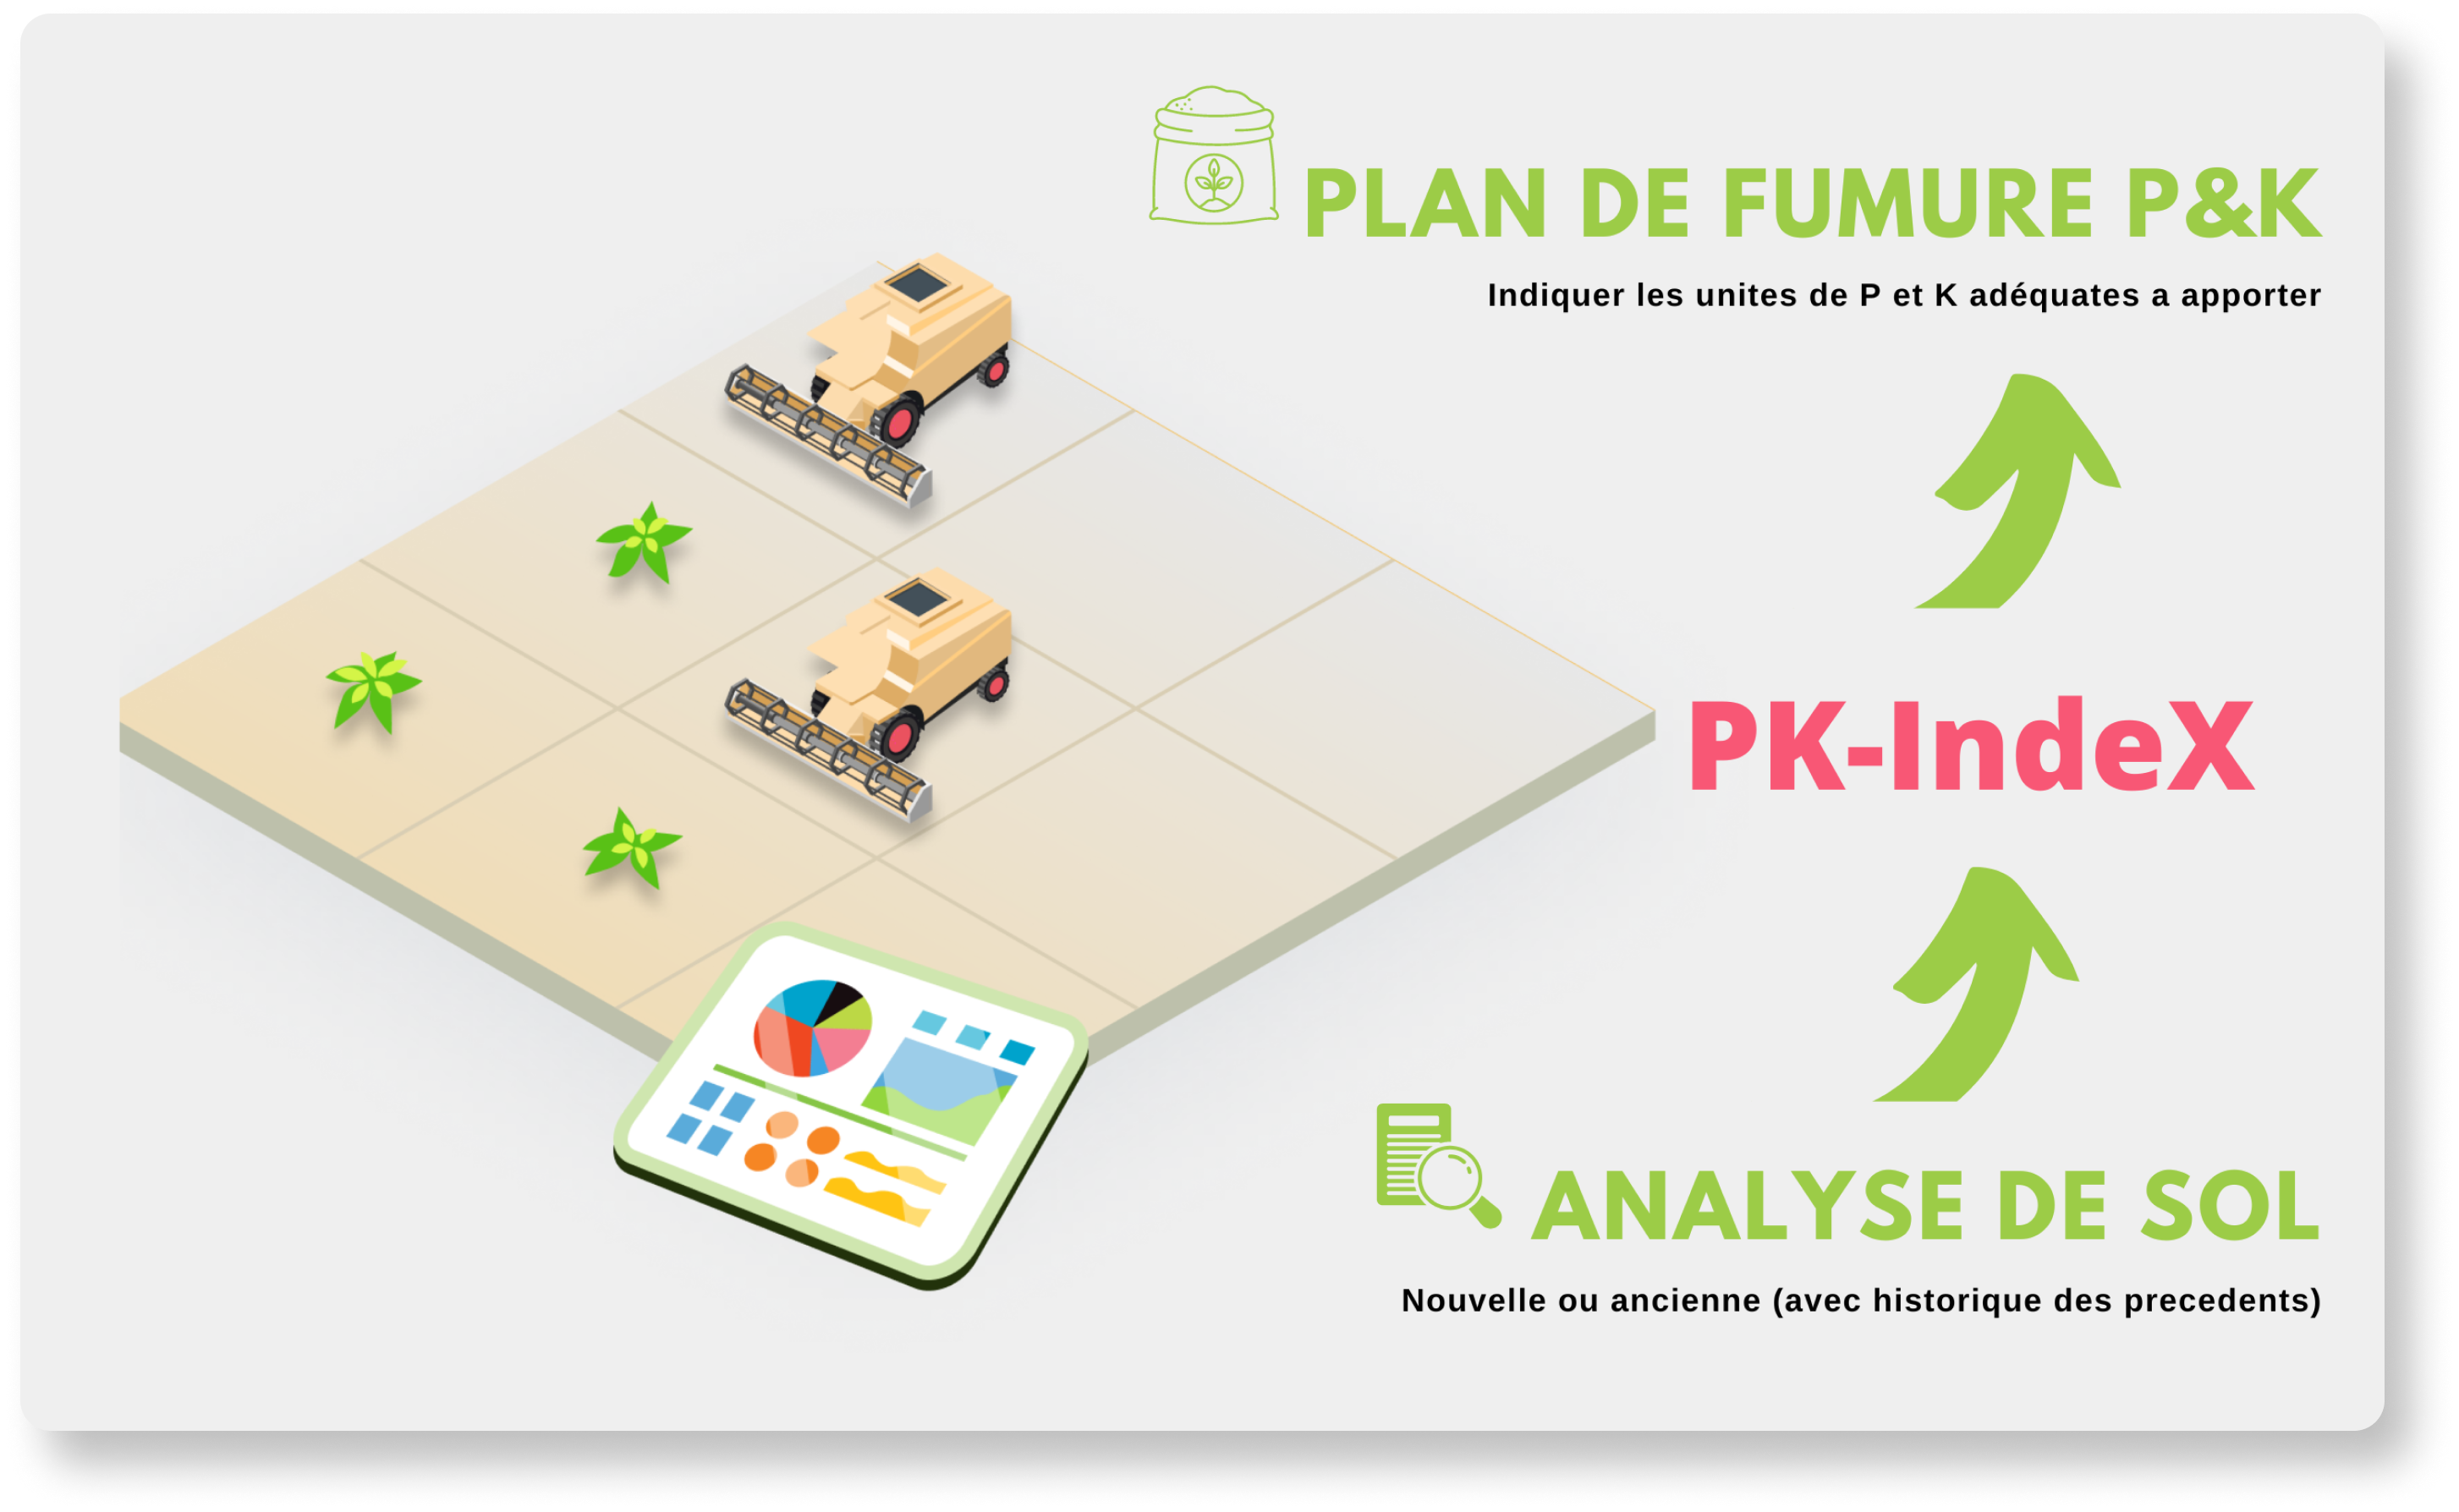 PLAN DE FUMURE P&K
Indiquer les unites de P et K adéquates a apporter
PK-IndeX
ANALYSE DE SOL
Nouvelle ou ancienne (avec historique des precedents)